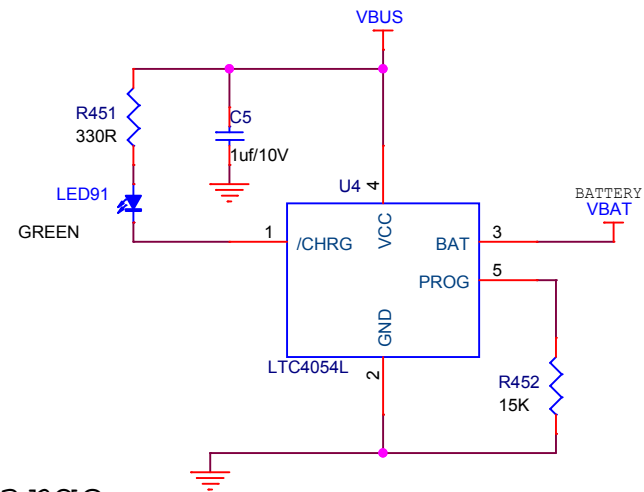 VBUS
R451
330R
C5
1uf/10V
LED91
GREEN
U4
4
BATTERY
VBAT
1
/CHRG
VCC
BAT
3
PROG
5
GND
LTC4054L
2
R452
15K